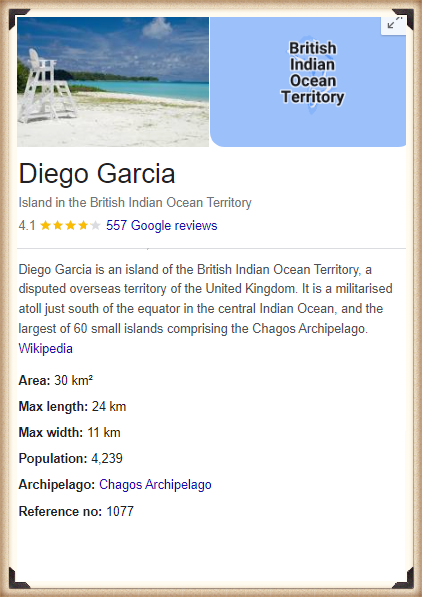 British
Indian
Ocean
Territory
Diego Garcia
Island in the British Indian Ocean Territory
4.1 557 Google reviews
Diego Garcia is an island of the British Indian Ocean Territory, a
disputed overseas territory of the United Kingdom. It is a militarised
atoll just south of the equator in the central Indian Ocean, and the
largest of 60 small islands comprising the Chagos Archipelago.
Wikipedia
Area: 30 km²
Max length: 24 km
Max width: 11 km
Population: 4,239
Archipelago: Chagos Archipelago
Reference no: 1077